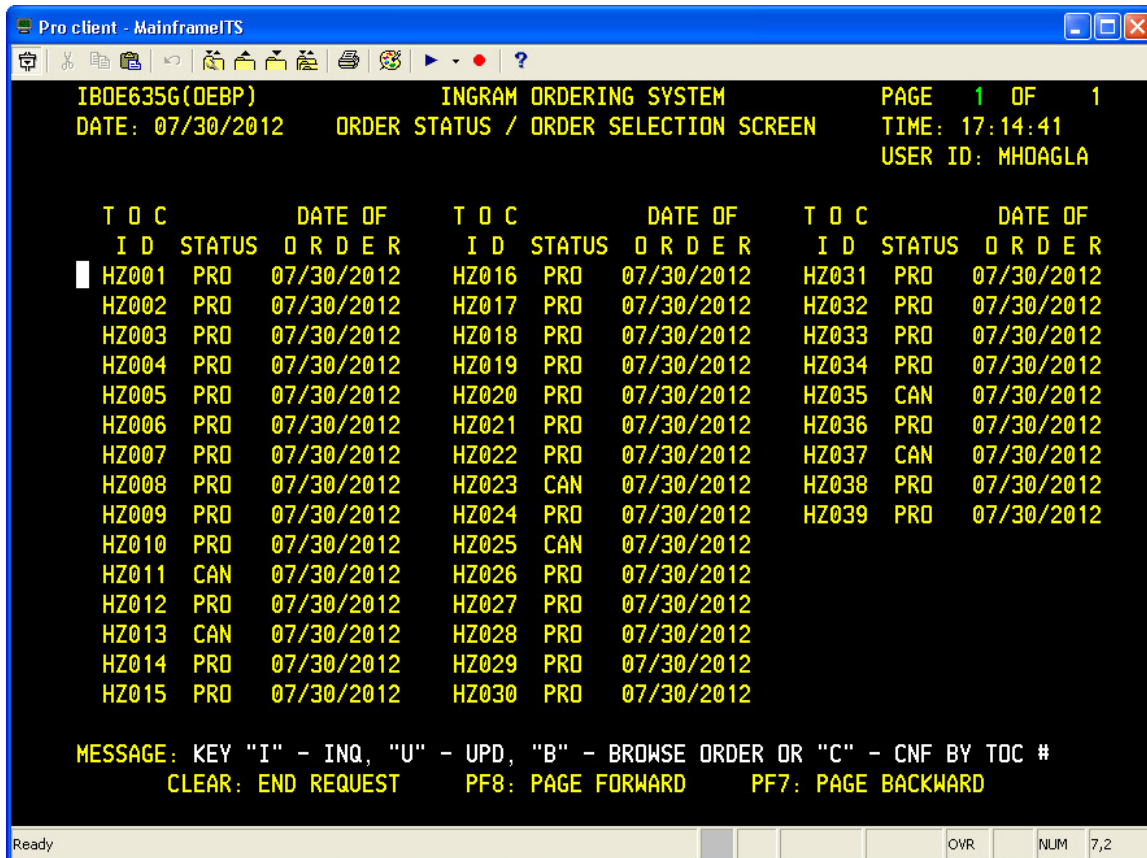 Pro client - MainframeITS
IBOE635G(OEBP) INGRAM ORDERING SYSTEM PAGE 1 OF 1
DATE: 07/30/2012 ORDER STATUS / ORDER SELECTION SCREEN TIME: 17:14:41
USER ID: MHOAGLA
T O C DATE OF T O C DATE OF T O C DATE OF
I D STATUS O R D E R I D STATUS O R D E R I D STATUS O R D E R
HZ001 PRO 07/30/2012 HZ016 PRO 07/30/2012 HZ031 PRO 07/30/2012
HZ002 PRO 07/30/2012 HZ017 PRO 07/30/2012 HZ032 PRO 07/30/2012
HZ003 PRO 07/30/2012 HZ018 PRO 07/30/2012 HZ033 PRO 07/30/2012
HZ004 PRO 07/30/2012 HZ019 PRO 07/30/2012 HZ034 PRO 07/30/2012
HZ005 PRO 07/30/2012 HZ020 PRO 07/30/2012 HZ035 CAN 07/30/2012
HZ006 PRO 07/30/2012 HZ021 PRO 07/30/2012 HZ036 PRO 07/30/2012
HZ007 PRO 07/30/2012 HZ022 PRO 07/30/2012 HZ037 CAN 07/30/2012
HZ008 PRO 07/30/2012 HZ023 CAN 07/30/2012 HZ038 PRO 07/30/2012
HZ009 PRO 07/30/2012 HZ024 PRO 07/30/2012 HZ039 PRO 07/30/2012
HZ010 PRO 07/30/2012 HZ025 CAN 07/30/2012
HZ011 CAN 07/30/2012 HZ026 PRO 07/30/2012
HZ012 PRO 07/30/2012 HZ027 PRO 07/30/2012
HZ013 CAN 07/30/2012 HZ028 PRO 07/30/2012
HZ014 PRO 07/30/2012 HZ029 PRO 07/30/2012
HZ015 PRO 07/30/2012 HZ030 PRO 07/30/2012
MESSAGE: KEY "I" - INQ, "U" - UPD, "B" - BROWSE ORDER OR "C" - CNF BY TOC #
CLEAR: END REQUEST PF8: PAGE FORWARD PF7: PAGE BACKWARD
Ready OVR NUM 7,2